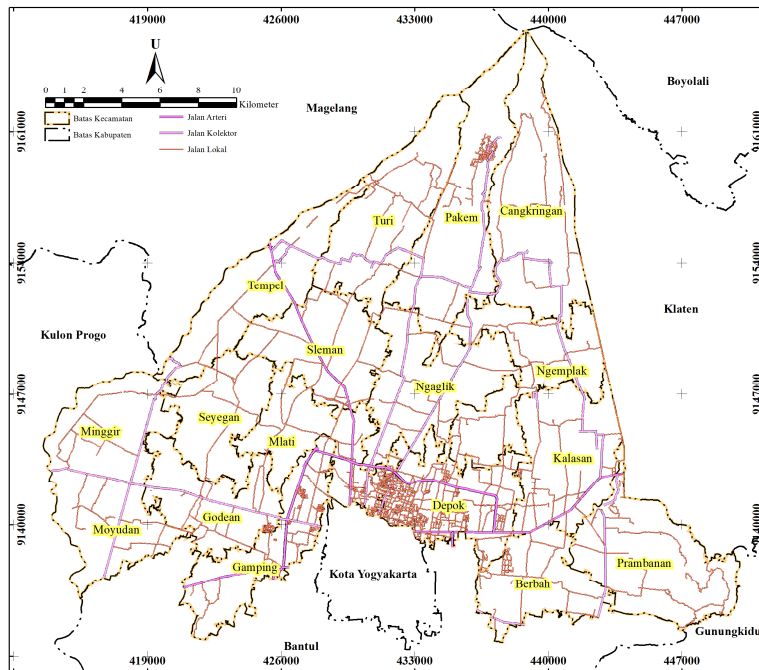 419000 426000 433000 440000 447000
U
0 1 2 4 6 8 10
Kilometer
Batas Kecamatan
Batas Kabupaten
Jalan Arteri
Jalan Kolektor
Jalan Lokal
Magelang
Boyolali
9161000 9161000
Turi
Pakem
Cangkringan
9154000 9154000
Tempel
Kulon Progo
Klaten
Sleman
Ngaglik
Ngemplak
9147000 9147000
Seyegan
Minggir
Mlati
Kalasan
Godean
Depok
9140000 9140000
Moyudan
Gamping
Kota Yogyakarta
Berbah
Prambanan
Gunungkidu
Bantul
419000 426000 433000 440000 447000